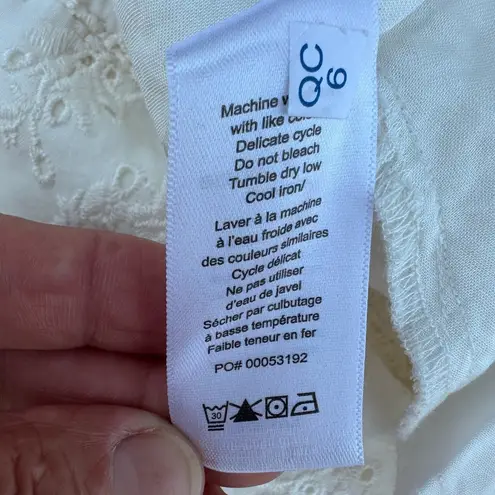 QC
6
Machine
with like
Delicate cycle
Do not bleach
Tumble dry low
Cool Iron/
Laver à la machine
à l'eau froide avec
des couleurs similaires
Cycle délicat
Ne pas utiliser
d'eau de javel
Sécher par culbutage
à basse température
Faible teneur en fer
PO# 00053192
30